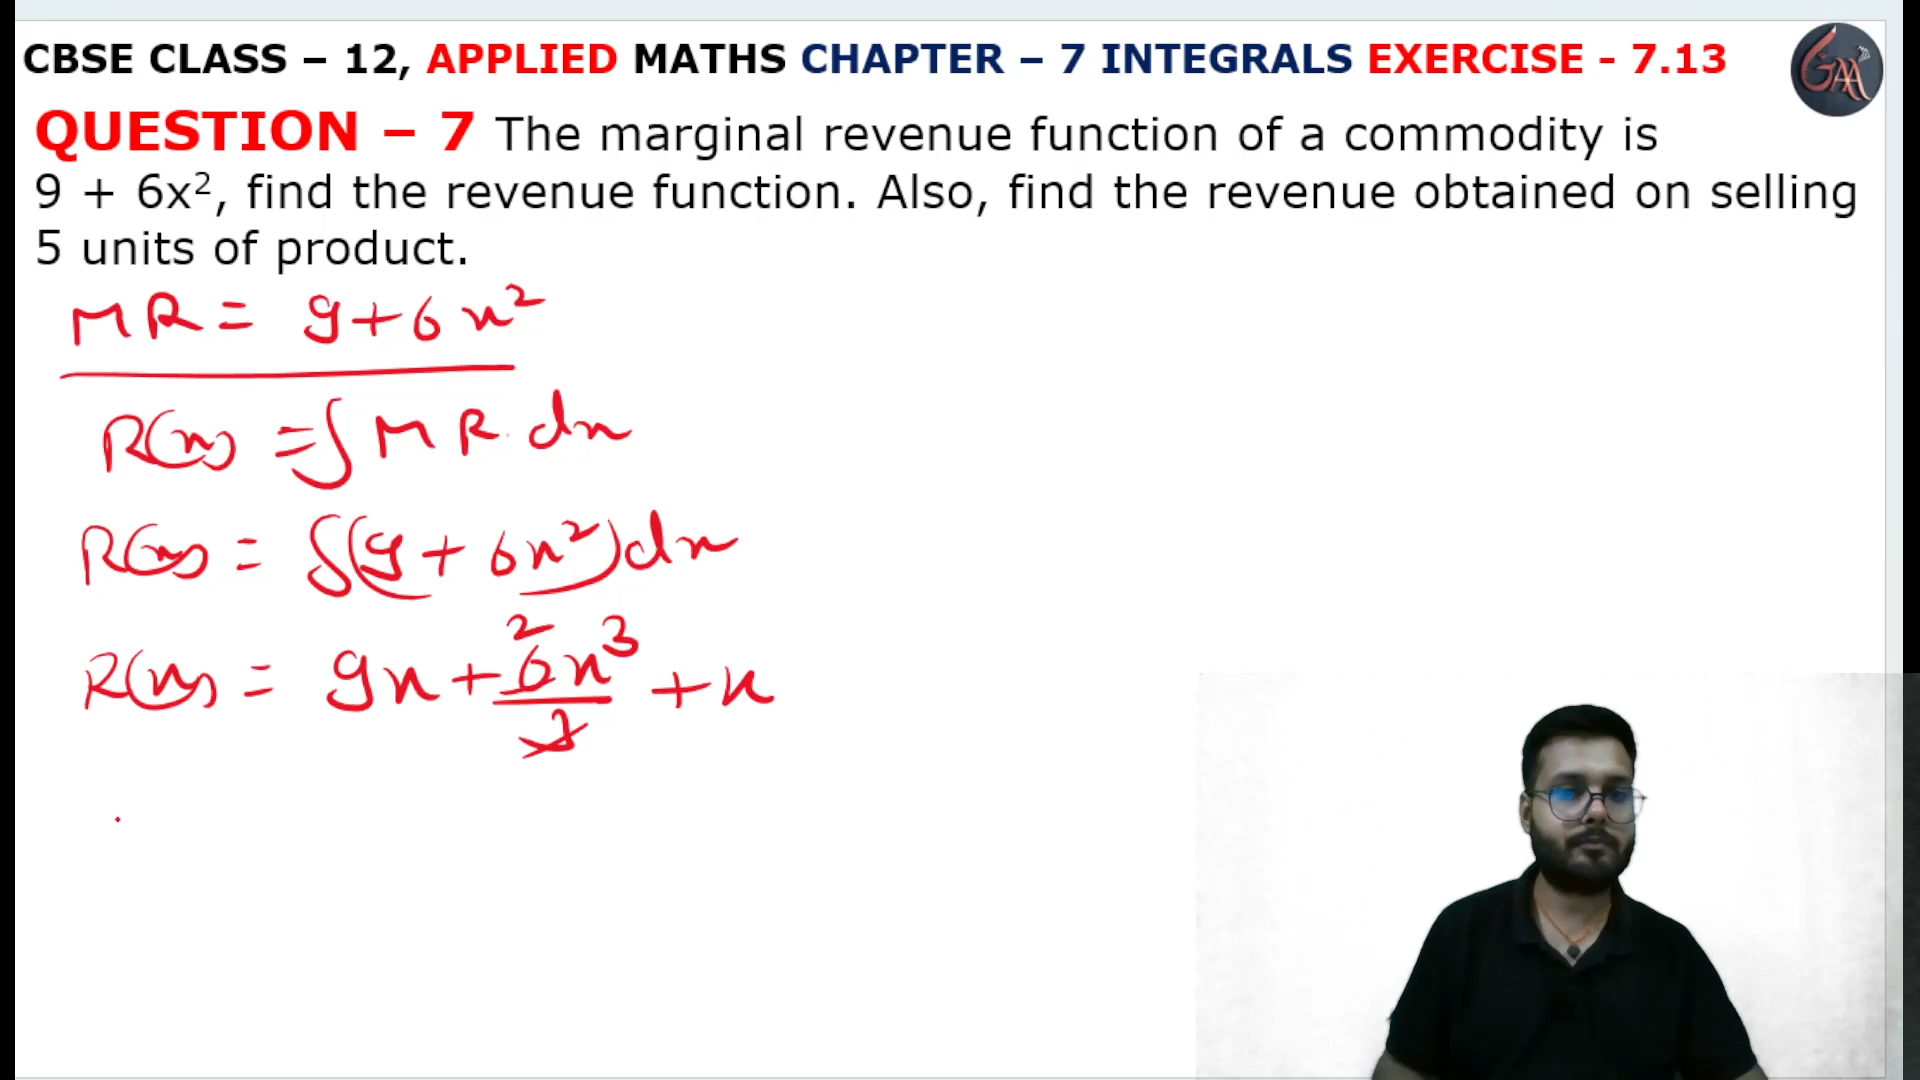 CBSE CLASS – 12, APPLIED MATHS CHAPTER – 7 INTEGRALS EXERCISE - 7.13
QUESTION – 7 The marginal revenue function of a commodity is
9 + 6x², find the revenue function. Also, find the revenue obtained on selling
5 units of product.
MR = 9+6x²
R(x) = ∫ MR. dx
R(x) = ∫(9 + 6x²)dx
R(x) = 9x + 6x³/3 + k
2
GAA